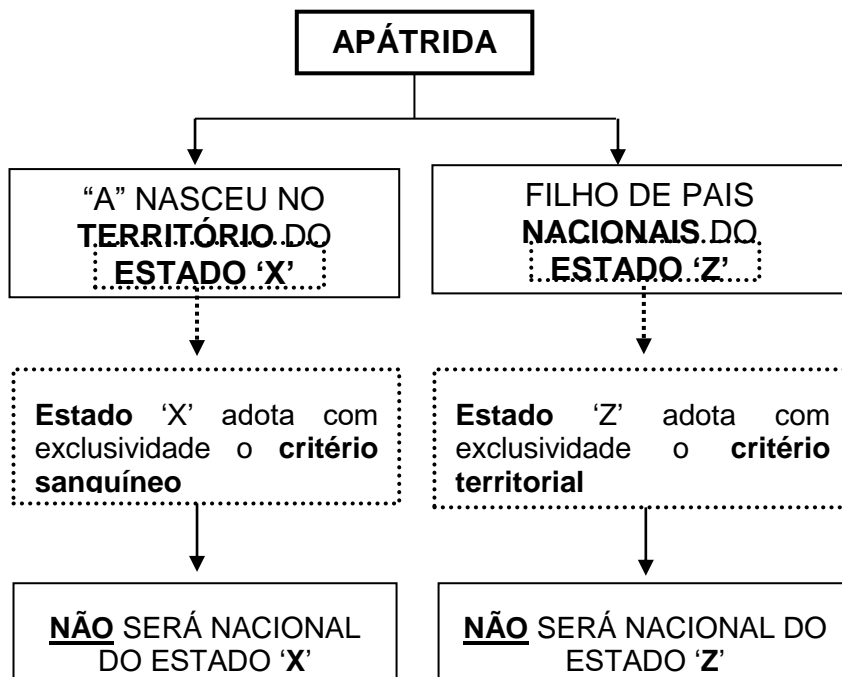 APÁTRIDA
“A” NASCEU NO
TERRITÓRIO DO
ESTADO ‘X’
FILHO DE PAIS
NACIONAIS DO
ESTADO ‘Z’
Estado ‘X’ adota com
exclusividade o critério
sanguíneo
Estado ‘Z’ adota com
exclusividade o critério
territorial
NÃO SERÁ NACIONAL
DO ESTADO ‘X’
NÃO SERÁ NACIONAL DO
ESTADO ‘Z’